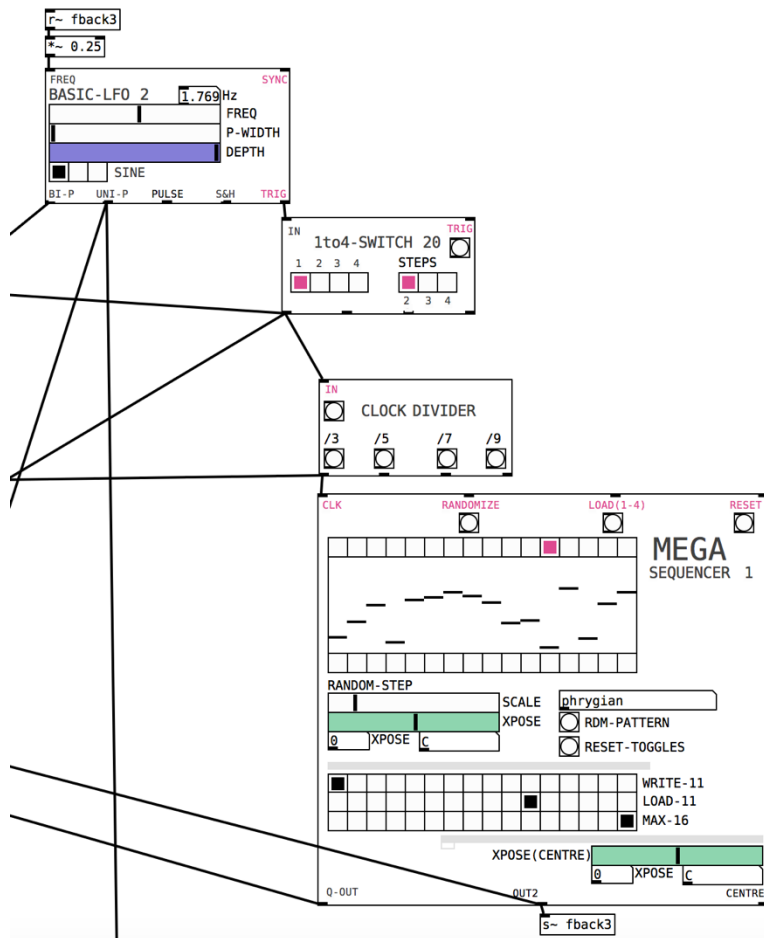 r~ fback3
*~ 0.25
FREQ SYNC
BASIC-LFO 2 1.769 Hz
FREQ
P-WIDTH
DEPTH
SINE
BI-P UNI-P PULSE S&H TRIG
IN TRIG
1to4-SWITCH 20
1 2 3 4 STEPS
2 3 4
IN
CLOCK DIVIDER
/3 /5 /7 /9
CLK RANDOMIZE LOAD(1-4) RESET
MEGA
SEQUENCER 1
RANDOM-STEP
SCALE phrygian
XPOSE RDM-PATTERN
0 XPOSE C
RESET-TOGGLES
WRITE-11
LOAD-11
MAX-16
XPOSE(CENTRE)
0 XPOSE C
Q-OUT OUT2 CENTRE
s~ fback3